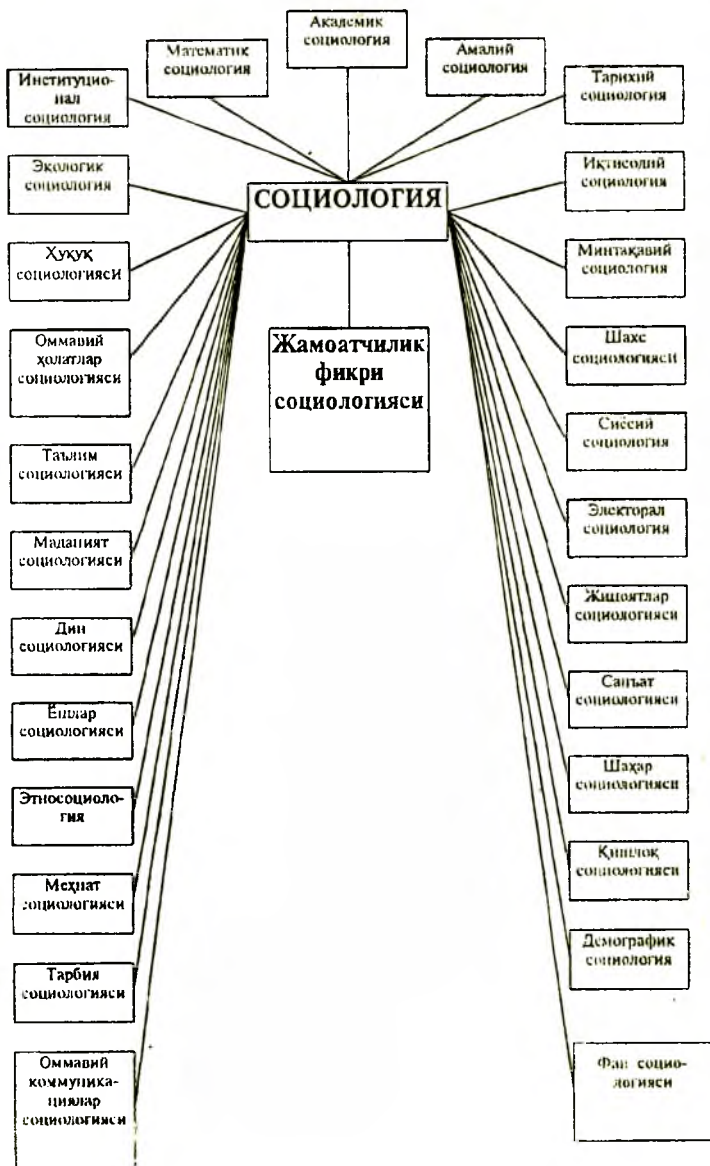 Академик
социология
Математик
социология
Амалий
социология
Институцио-
нал
социология
Тарихий
социология
Экологик
социология
Иқтисодий
социология
СОЦИОЛОГИЯ
Ҳуқуқ
социологияси
Минтақавий
социология
Оммавий
ҳолатлар
социологияси
Жамоатчилик
фикри
социологияси
Шахс
социологияси
Таълим
социологияси
Сиёсий
социология
Маданият
социологияси
Электорал
социология
Дин
социологияси
Жиноятлар
социологияси
Ёшлар
социологияси
Санъат
социологияси
Этносоциоло-
гия
Шаҳар
социологияси
Меҳнат
социологияси
Қишлоқ
социологияси
Тарбия
социологияси
Демографик
социология
Оммавий
коммуника-
циялар
социологияси
Фан социо-
логияси